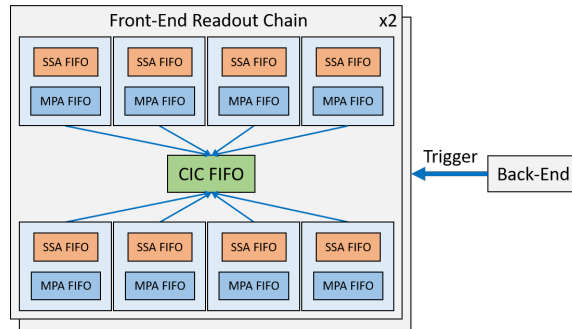 Front-End Readout Chain x2
SSA FIFO SSA FIFO SSA FIFO SSA FIFO
MPA FIFO MPA FIFO MPA FIFO MPA FIFO
CIC FIFO
Trigger
Back-End
SSA FIFO SSA FIFO SSA FIFO SSA FIFO
MPA FIFO MPA FIFO MPA FIFO MPA FIFO